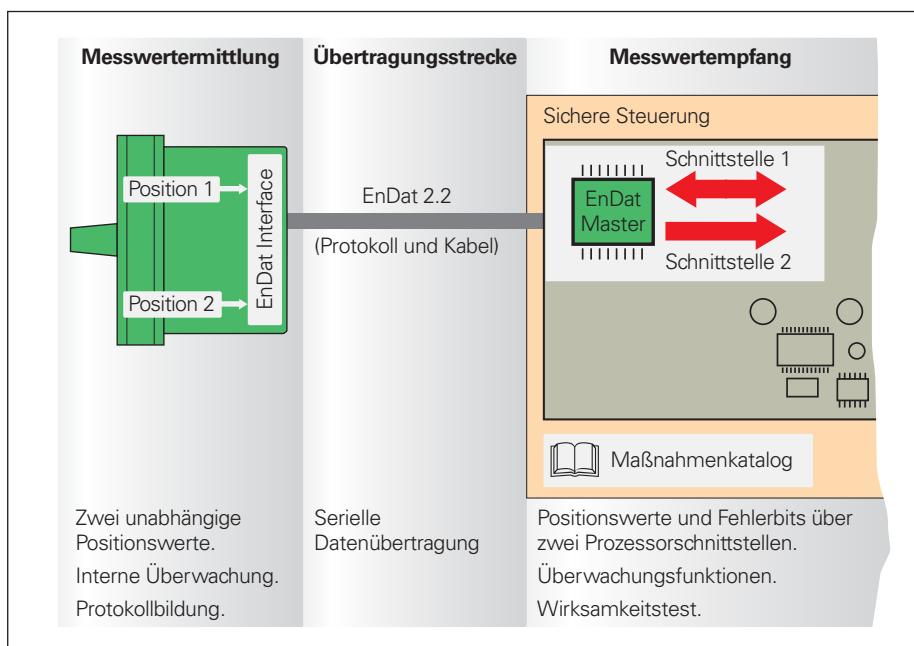 Messwertermittlung
Übertragungsstrecke
Messwertempfang
Position 1
Position 2
EnDat Interface
EnDat 2.2
(Protokoll und Kabel)
Sichere Steuerung
EnDat
Master
Schnittstelle 1
Schnittstelle 2
Maßnahmenkatalog
Zwei unabhängige
Positionswerte.
Interne Überwachung.
Protokollbildung.
Serielle
Datenübertragung
Positionswerte und Fehlerbits über
zwei Prozessorschnittstellen.
Überwachungsfunktionen.
Wirksamkeitstest.